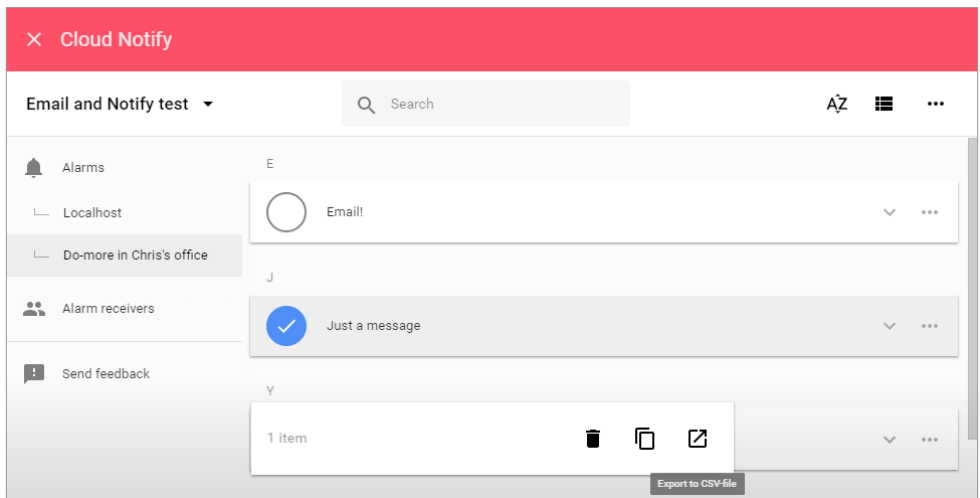 Cloud Notify
Email and Notify test
Search
AZ
Alarms
Localhost
Do-more in Chris's office
Alarm receivers
Send feedback
E
Email!
J
Just a message
Y
1 item
Export to CSV-file